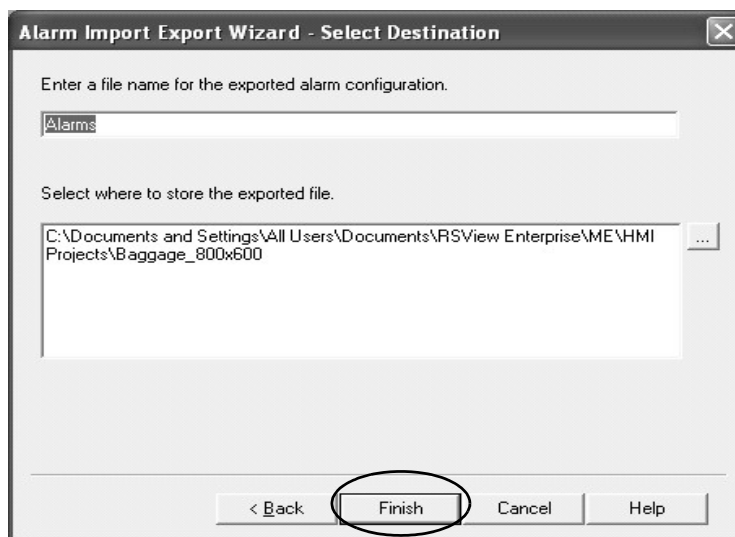 Alarm Import Export Wizard - Select Destination
Enter a file name for the exported alarm configuration.
Alarms
Select where to store the exported file.
C:\Documents and Settings\All Users\Documents\RSView Enterprise\ME\HMI
Projects\Baggage_800x600
...
< Back
Finish
Cancel
Help